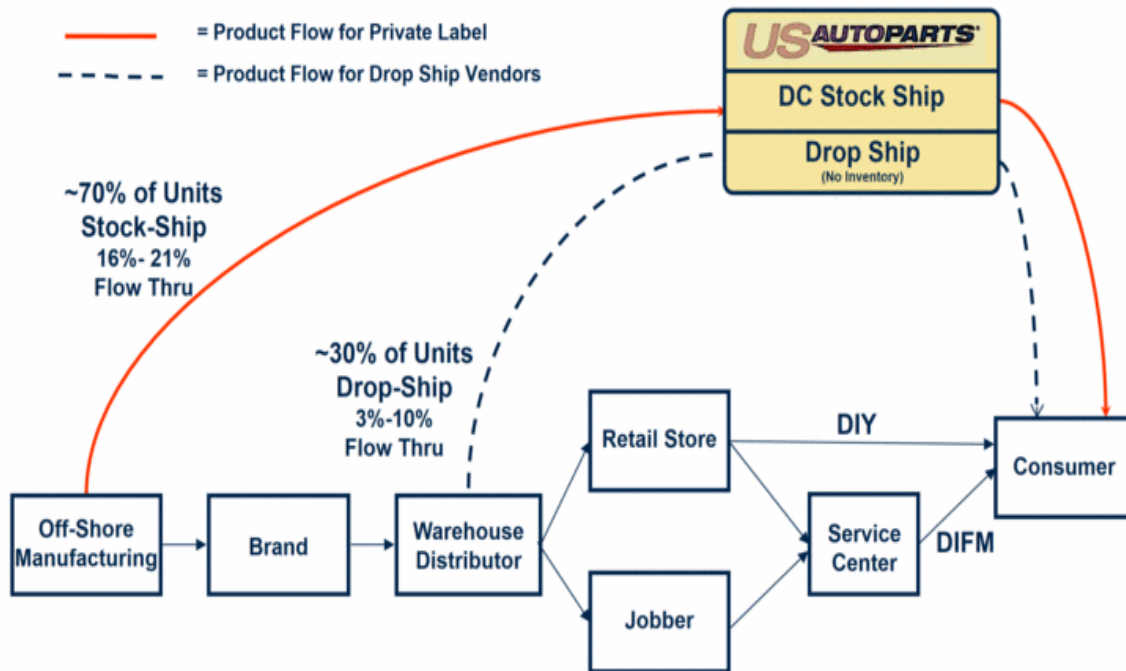 = Product Flow for Private Label
= Product Flow for Drop Ship Vendors
US AUTOPARTS®
DC Stock Ship
Drop Ship
(No Inventory)
~70% of Units
Stock-Ship
16%- 21%
Flow Thru
~30% of Units
Drop-Ship
3%-10%
Flow Thru
Off-Shore
Manufacturing
Brand
Warehouse
Distributor
Retail Store
Jobber
DIY
Service
Center
DIFM
Consumer